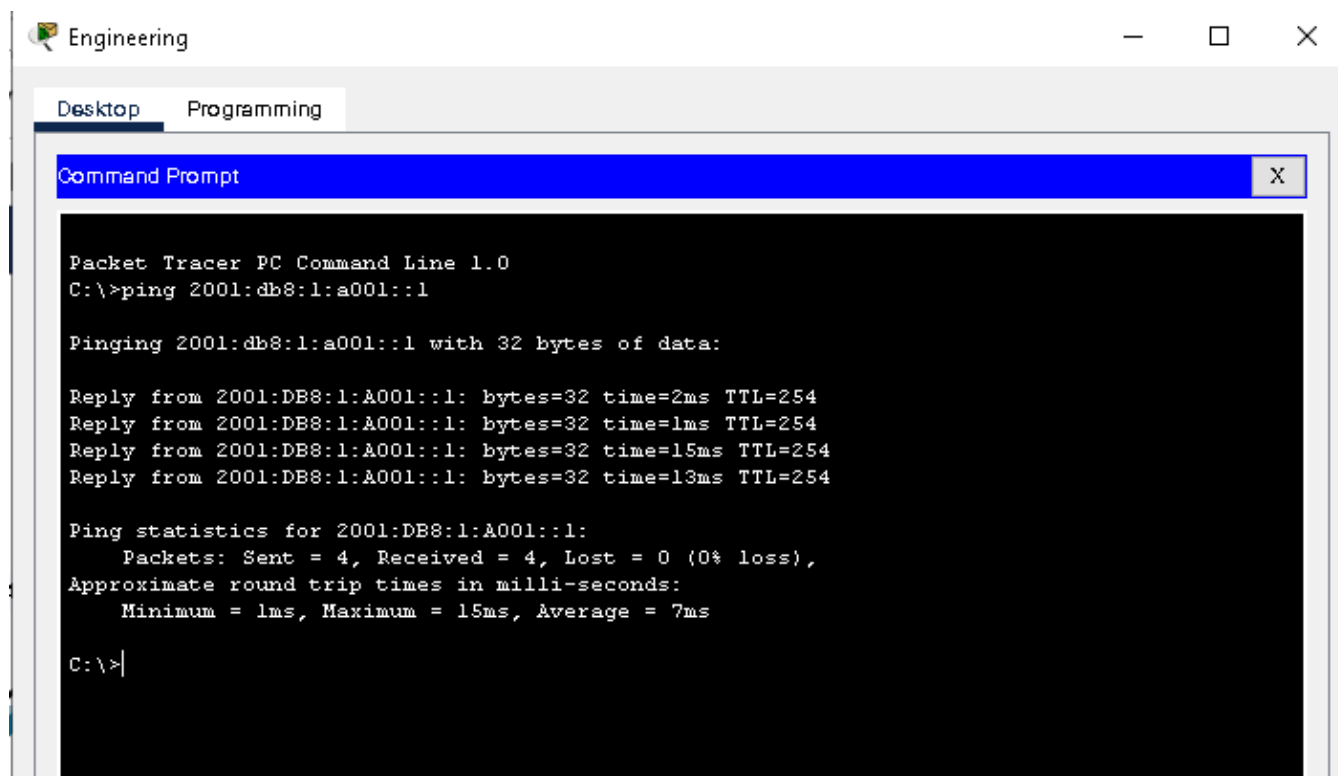 Engineering
Desktop Programming
Command Prompt
X
Packet Tracer PC Command Line 1.0
C:\>ping 2001:db8:1:a001::1
Pinging 2001:db8:1:a001::1 with 32 bytes of data:
Reply from 2001:DB8:1:A001::1: bytes=32 time=2ms TTL=254
Reply from 2001:DB8:1:A001::1: bytes=32 time=1ms TTL=254
Reply from 2001:DB8:1:A001::1: bytes=32 time=15ms TTL=254
Reply from 2001:DB8:1:A001::1: bytes=32 time=13ms TTL=254
Ping statistics for 2001:DB8:1:A001::1:
Packets: Sent = 4, Received = 4, Lost = 0 (0% loss),
Approximate round trip times in milli-seconds:
Minimum = 1ms, Maximum = 15ms, Average = 7ms
C:\>